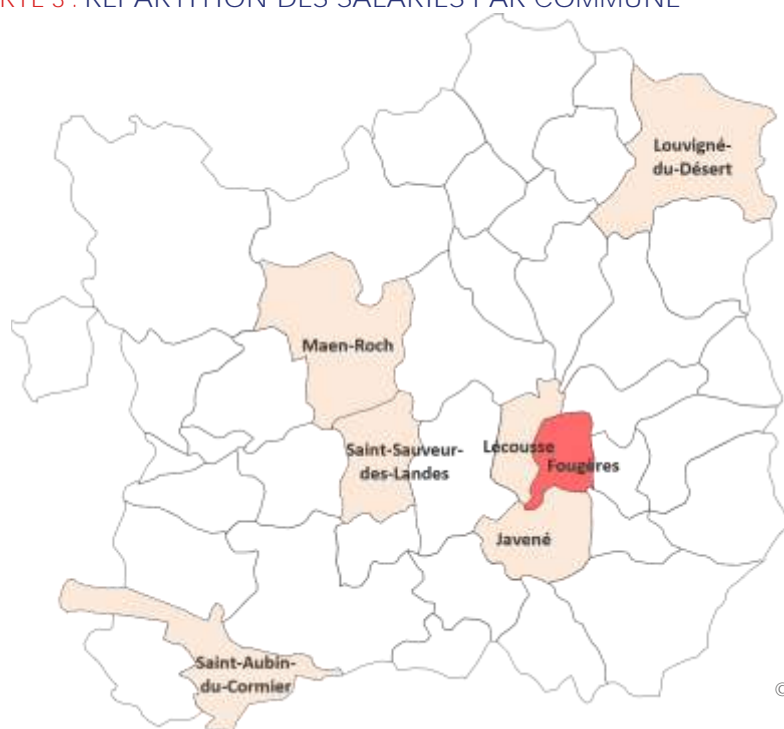 RTE 3 : RÉPARTITION DES SALARIÉS PAR COMMUNE
Louvigné-
du-Désert
Maen-Roch
Saint-Sauveur-
des-Landes
Lécousse
Fougères
Javené
Saint-Aubin-
du-Cormier
©